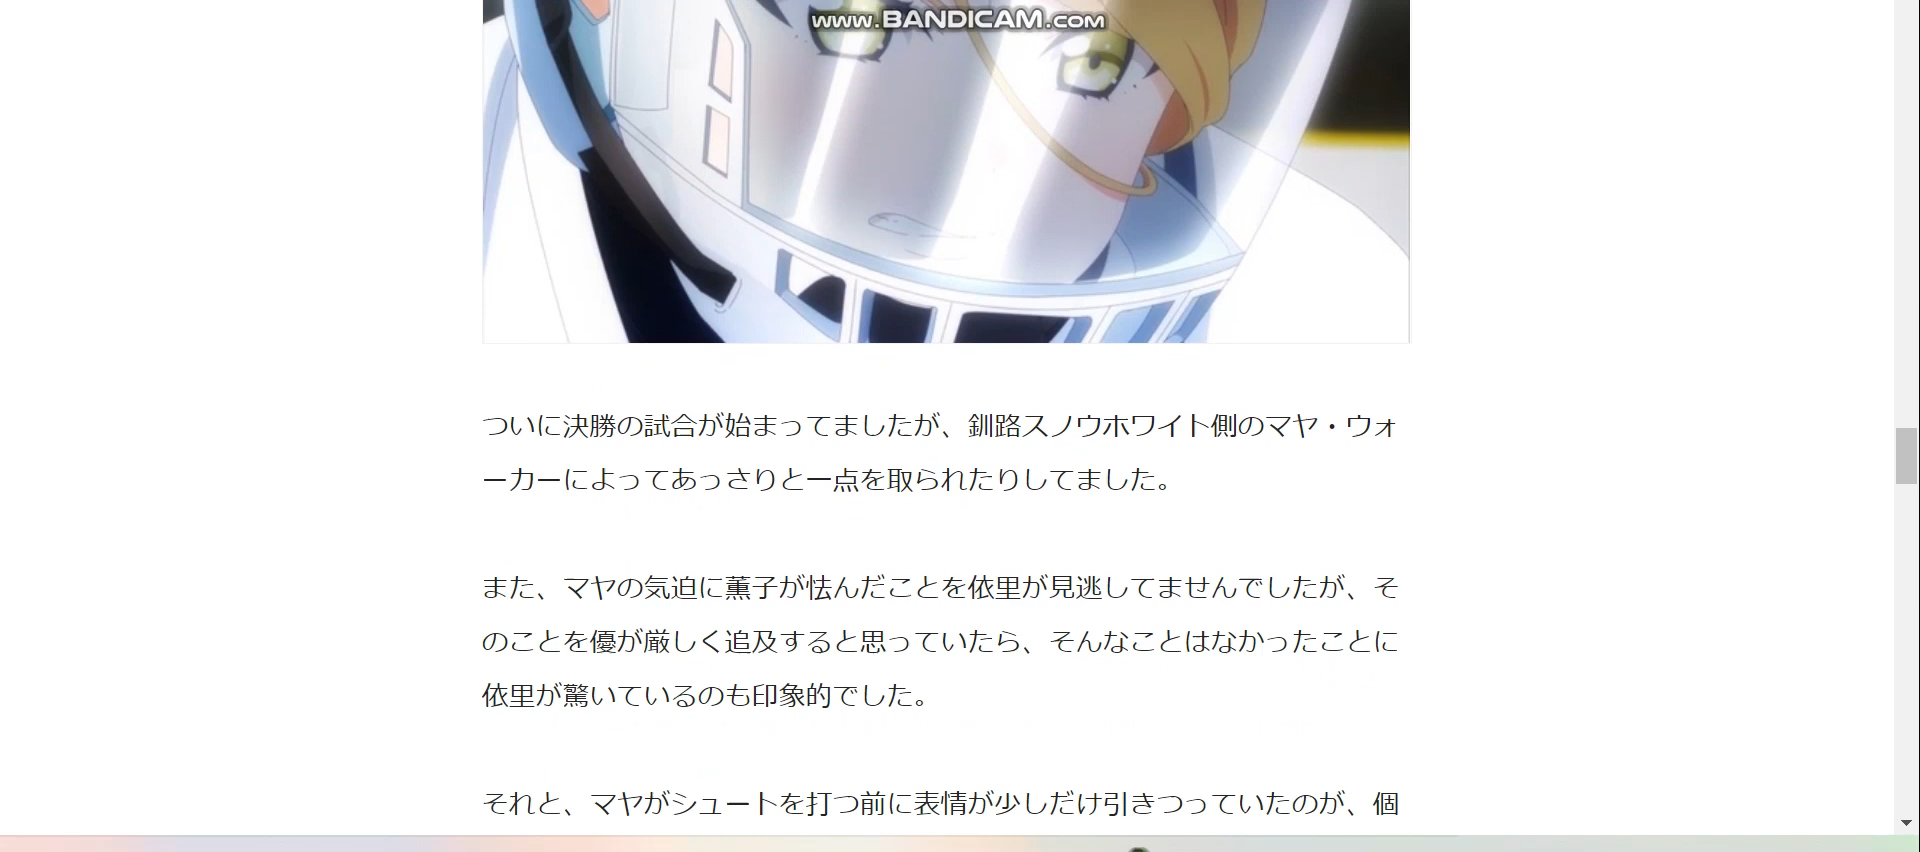 www.BANDICAM.com
ついに決勝の試合が始まってましたが、釧路スノウホワイト側のマヤ・ウォ
ーカーによってあっさりと一点を取られたりしてました。
また、マヤの気迫に薫子が怯んだことを依里が見逃してませんでしたが、そ
のことを優が厳しく追及すると思っていたら、そんなことはなかったことに
依里が驚いているのも印象的でした。
それと、マヤがシュートを打つ前に表情が少しだけ引きつっていたのが、個